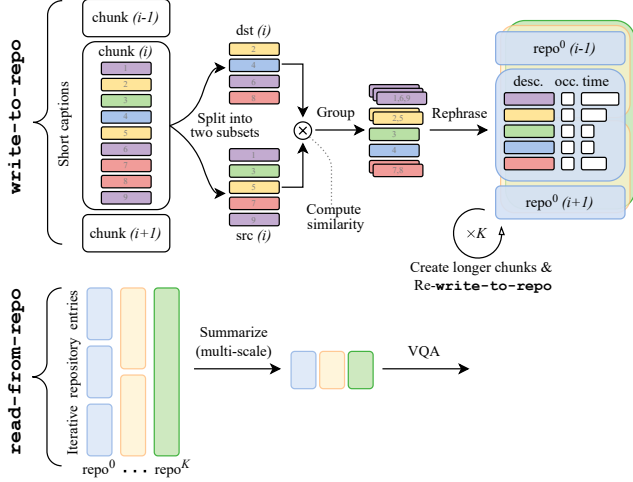 write-to-repo
Short captions
chunk (i-1)
chunk (i)
1
2
3
4
5
6
7
8
9
chunk (i+1)
dst (i)
2
4
6
8
Split into
two subsets
1
3
5
7
9
src (i)
Compute
similarity
Group
1,6,9
2,5
3
4
7,8
Rephrase
repo⁰ (i-1)
desc. occ. time
repo⁰ (i+1)
×K
Create longer chunks &
Re-write-to-repo
read-from-repo
Iterative repository entries
repo⁰ ... repoᴷ
Summarize
(multi-scale)
VQA